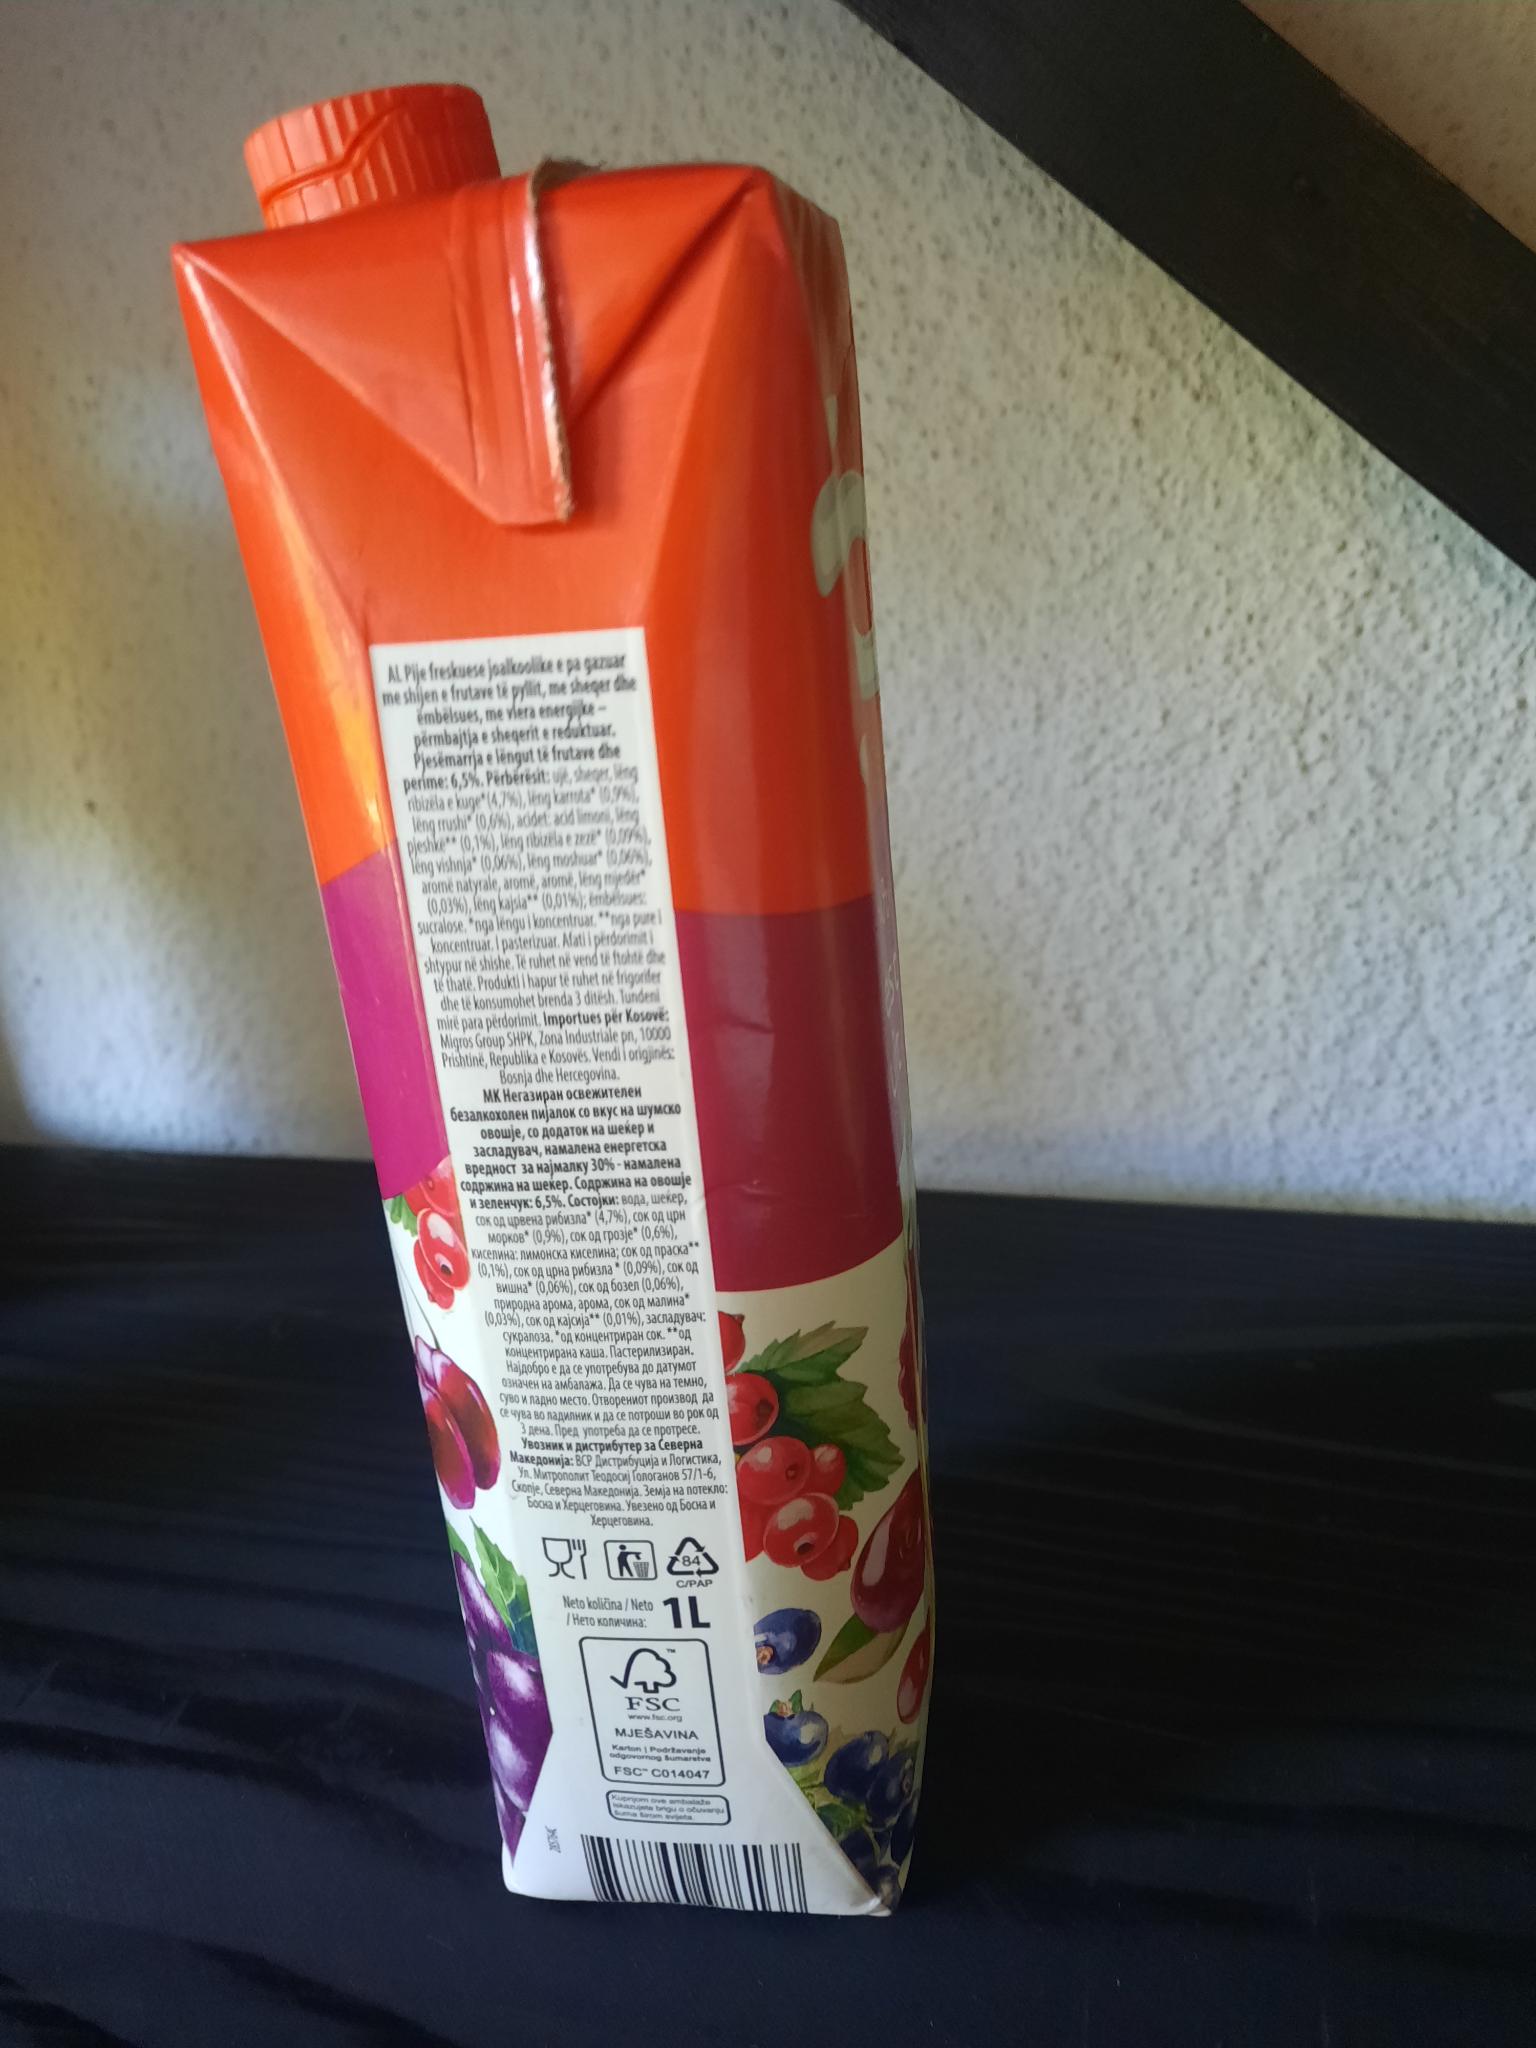 AL Pije freskuese joalkoolike e pa gazuar
me shijen e frutave të pyllit, me sheqer dhe
ëmbëlsues, me vlera energjike –
përmbajtja e sheqerit e reduktuar.
Pjesëmarrja e lëngut të frutave dhe
perime: 6,5%. Përbërësit: ujë, sheqer, lëng
ribizëla e kuqe*(4,7%), lëng karrota* (0,9%),
lëng rrushi* (0,6%), acidet: acid limoni, lëng
pjeshke** (0,1%), lëng ribizëla e zezë* (0,09%),
lëng vishnja* (0,06%), lëng moshuar* (0,06%),
aromë natyrale, aromë, aromë, lëng mjedër*
(0,03%), lëng kajsia** (0,01%); ëmbëlsues:
sucralose. *nga lëngu i koncentruar. **nga pure i
koncentruar. I pasterizuar. Afati i përdorimit i
shtypur në shishe. Të ruhet në vend të ftohtë dhe
të thatë. Produkti i hapur të ruhet në frigorifer
dhe të konsumohet brenda 3 ditësh. Tundeni
mirë para përdorimit. Importues për Kosovë:
Migros Group SHPK, Zona Industriale pn, 10000
Prishtinë, Republika e Kosovës. Vendi i origjinës:
Bosnja dhe Hercegovina.
МК Негазиран освежителен
безалкохолен пијалок со вкус на шумско
овошје, со додаток на шеќер и
засладувач, намалена енергетска
вредност за најмалку 30% - намалена
содржина на шеќер. Содржина на овошје
и зеленчук: 6,5%. Состојки: вода, шеќер,
сок од црвена рибизла* (4,7%), сок од црн
морков* (0,9%), сок од грозје* (0,6%),
киселина: лимонска киселина; сок од праска**
(0,1%), сок од црна рибизла * (0,09%), сок од
вишна* (0,06%), сок од бозел (0,06%),
природна арома, арома, сок од малина*
(0,03%), сок од кајсија** (0,01%), засладувач:
сукралоза. *од концентриран сок. **од
концентрирана каша. Пастерилизиран.
Најдобро е да се употребува до датумот
означен на амбалажа. Да се чува на темно,
суво и ладно место. Отворениот производ да
се чува во ладилник и да се потроши во рок од
3 дена. Пред употреба да се протресе.
Увозник и дистрибутер за Северна
Македонија: ВСР Дистрибуција и Логистика,
Ул. Митрополит Теодосиј Гологанов 57/1-6,
Скопје, Северна Македонија. Земја на потекло:
Босна и Херцеговина. Увезено од Босна и
Херцеговина.
84
C/PAP
Neto količina / Neto
/ Нето количина: 1L
FSC™
www.fsc.org
MJEŠAVINA
Karton | Podržavanje
odgovornog šumarstva
FSC™ C014047
Kupnjom ove ambalaže
iskazujete brigu o očuvanju
šuma širom svijeta.